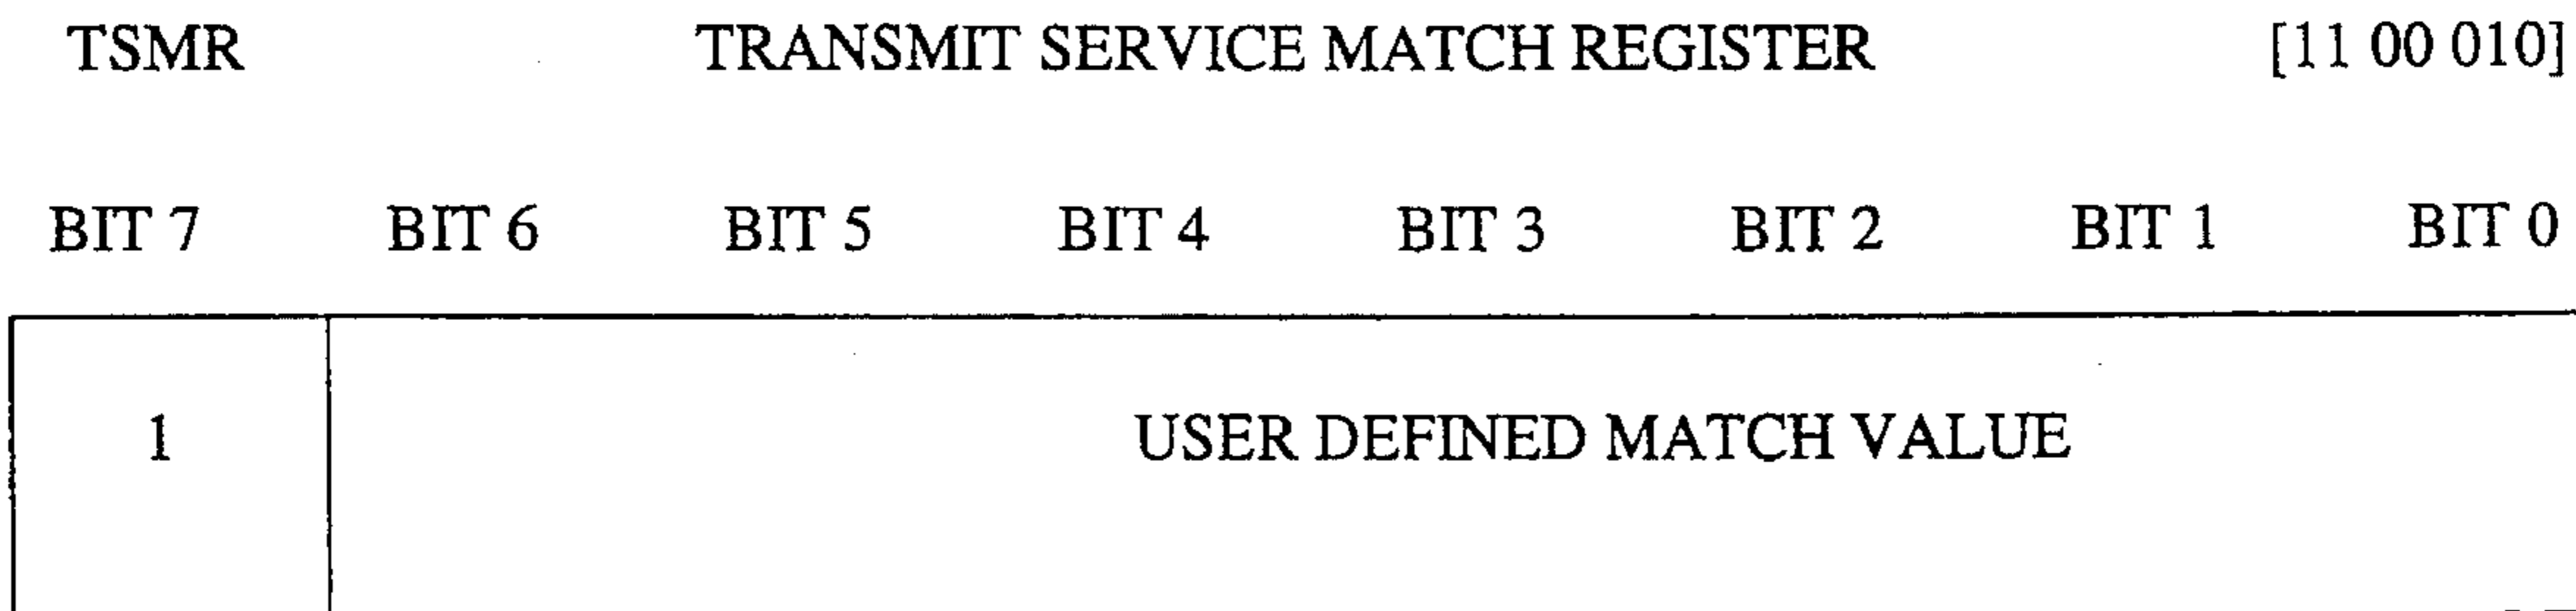 TSMR TRANSMIT SERVICE MATCH REGISTER [11 00 010]
BIT 7 BIT 6 BIT 5 BIT 4 BIT 3 BIT 2 BIT 1 BIT 0
1 USER DEFINED MATCH VALUE